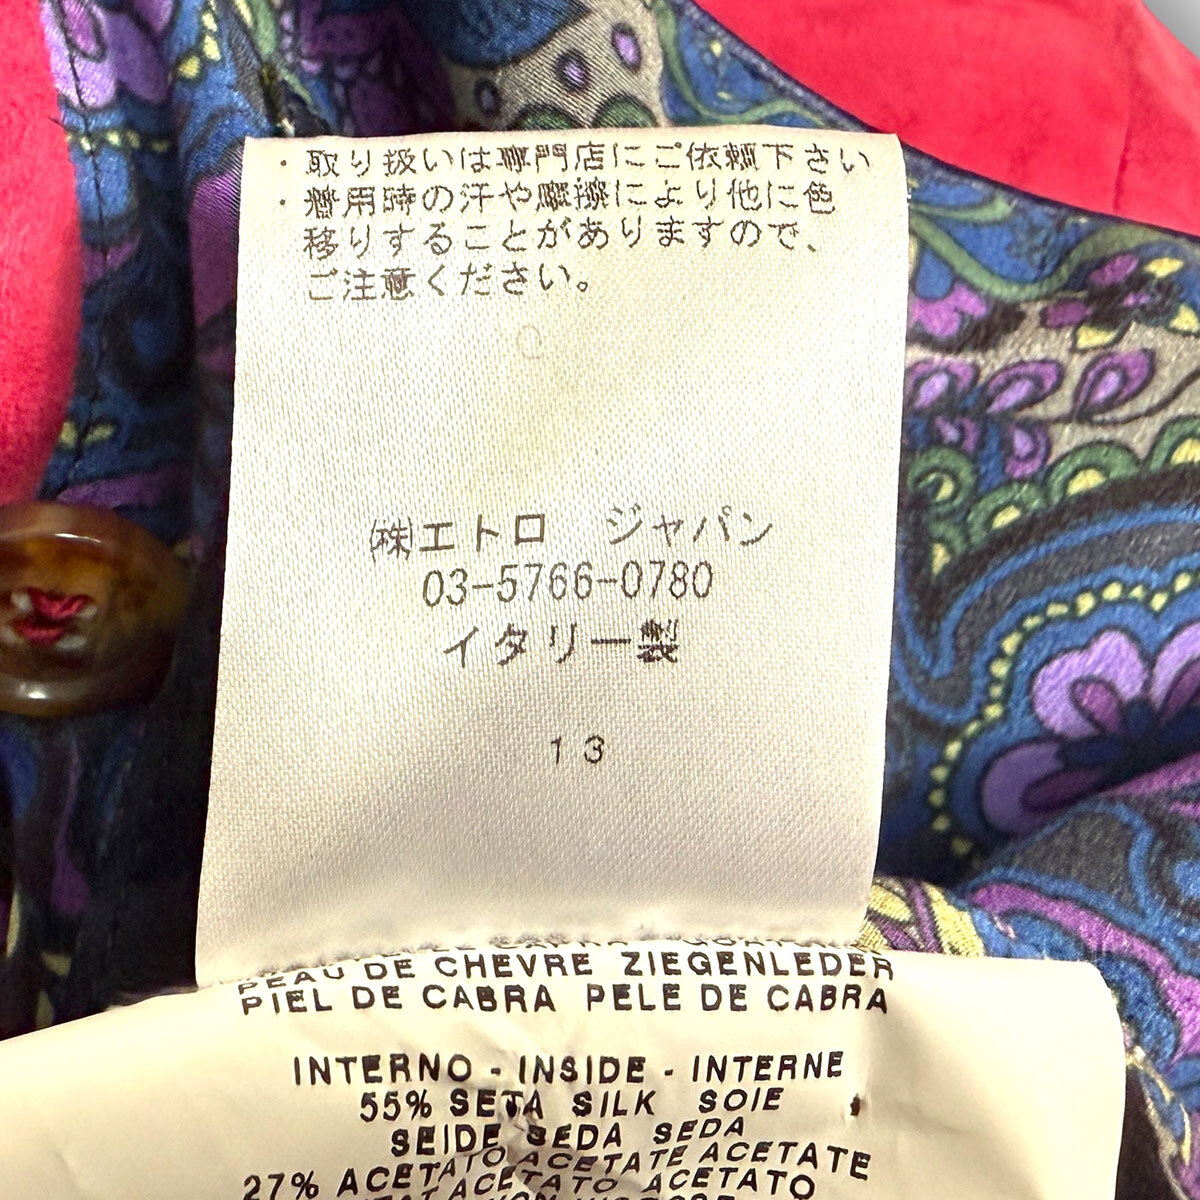 ・取り扱いは専門店にご依頼下さい
・着用時の汗や摩擦により他に色
移りすることがありますので、
ご注意ください。
㈱エトロ　ジャパン
03-5766-0780
イタリー製
13
PEAU DE CHEVRE ZIEGENLEDER
PIEL DE CABRA PELE DE CABRA
INTERNO - INSIDE - INTERNE
55% SETA SILK SOIE
SEIDE SEDA SEDA
27% ACETATO ACETATE ACETATE
ACETATO ACETATO